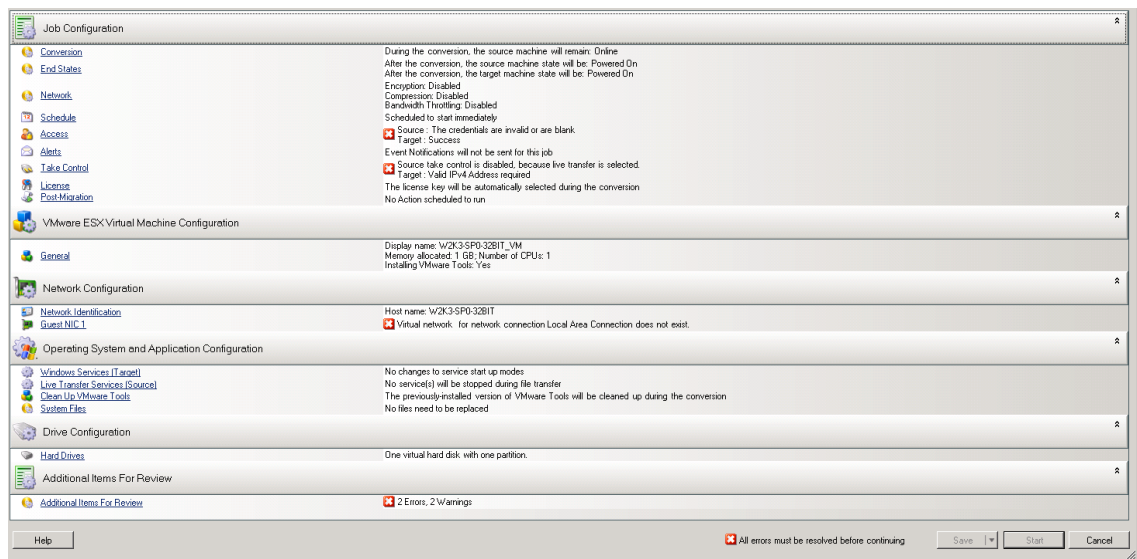 Job Configuration
Conversion
During the conversion, the source machine will remain: Online
End States
After the conversion, the source machine state will be: Powered On
After the conversion, the target machine state will be: Powered On
Network
Encryption: Disabled
Compression: Disabled
Bandwidth Throttling: Disabled
Schedule
Scheduled to start immediately
Access
Source : The credentials are invalid or are blank
Target : Success
Alerts
Event Notifications will not be sent for this job
Take Control
Source take control is disabled, because live transfer is selected.
Target : Valid IPv4 Address required
License
The license key will be automatically selected during the conversion
Post-Migration
No Action scheduled to run
VMware ESX Virtual Machine Configuration
General
Display name: W2K3-SP0-32BIT_VM
Memory allocated: 1 GB; Number of CPUs: 1
Installing VMware Tools: Yes
Network Configuration
Network Identification
Host name: W2K3-SP0-32BIT
Guest NIC 1
Virtual network for network connection Local Area Connection does not exist.
Operating System and Application Configuration
Windows Services (Target)
No changes to service start up modes
Live Transfer Services (Source)
No service(s) will be stopped during file transfer
Clean Up VMware Tools
The previously-installed version of VMware Tools will be cleaned up during the conversion
System Files
No files need to be replaced
Drive Configuration
Hard Drives
One virtual hard disk with one partition.
Additional Items For Review
Additional Items For Review
2 Errors, 2 Warnings
Help
All errors must be resolved before continuing
Save
Start
Cancel